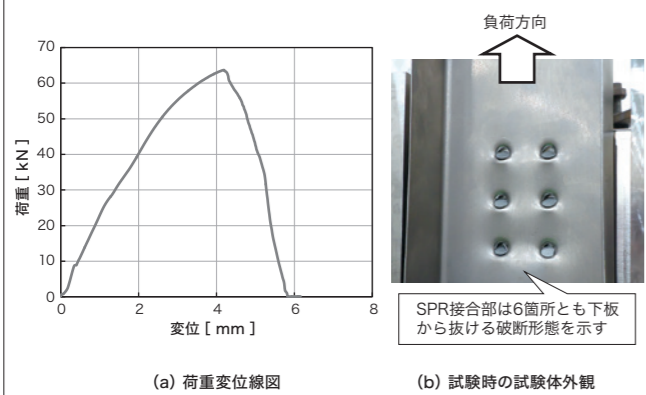 70
60
50
40
30
20
10
0
荷重 [ kN ]
0 2 4 6 8
変位 [ mm ]
(a) 荷重変位線図
負荷方向
SPR接合部は6箇所とも下板
から抜ける破断形態を示す
(b) 試験時の試験体外観